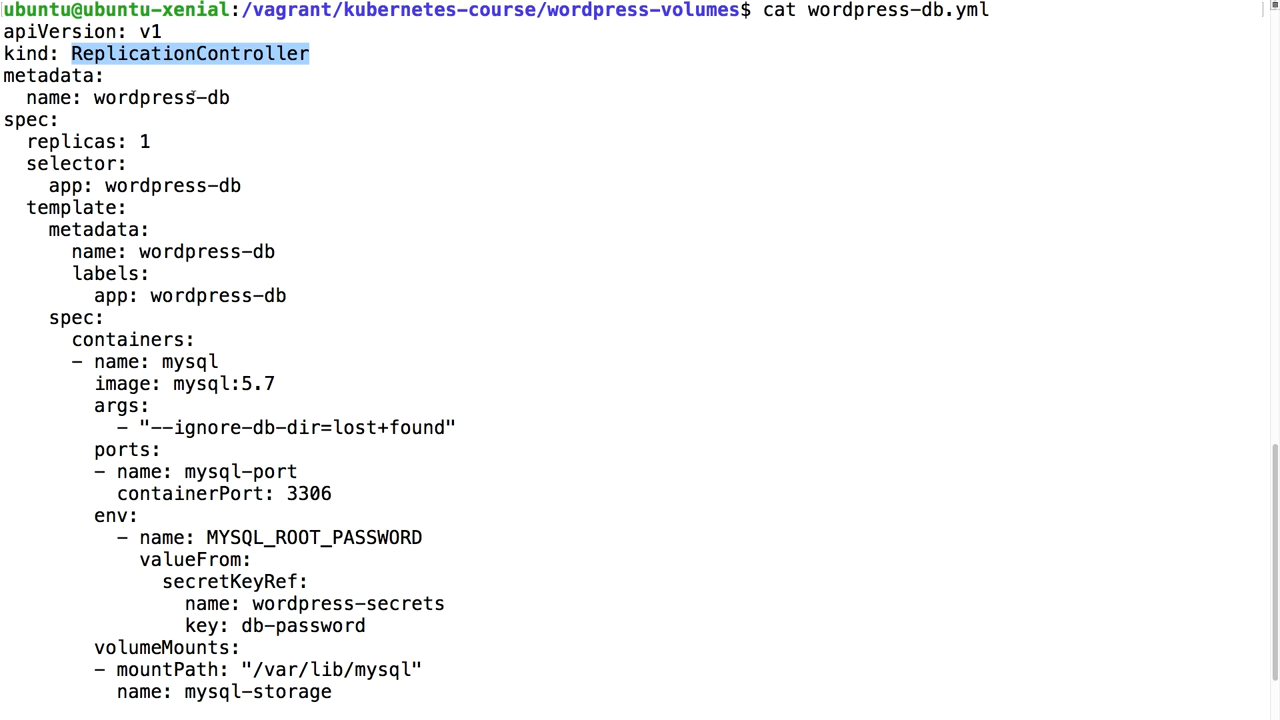 ubuntu@ubuntu-xenial:/vagrant/kubernetes-course/wordpress-volumes$ cat wordpress-db.yml
apiVersion: v1
kind: ReplicationController
metadata:
  name: wordpress-db
spec:
  replicas: 1
  selector:
    app: wordpress-db
  template:
    metadata:
      name: wordpress-db
      labels:
        app: wordpress-db
    spec:
      containers:
      - name: mysql
        image: mysql:5.7
        args:
          - "--ignore-db-dir=lost+found"
        ports:
        - name: mysql-port
          containerPort: 3306
        env:
          - name: MYSQL_ROOT_PASSWORD
            valueFrom:
              secretKeyRef:
                name: wordpress-secrets
                key: db-password
        volumeMounts:
        - mountPath: "/var/lib/mysql"
          name: mysql-storage